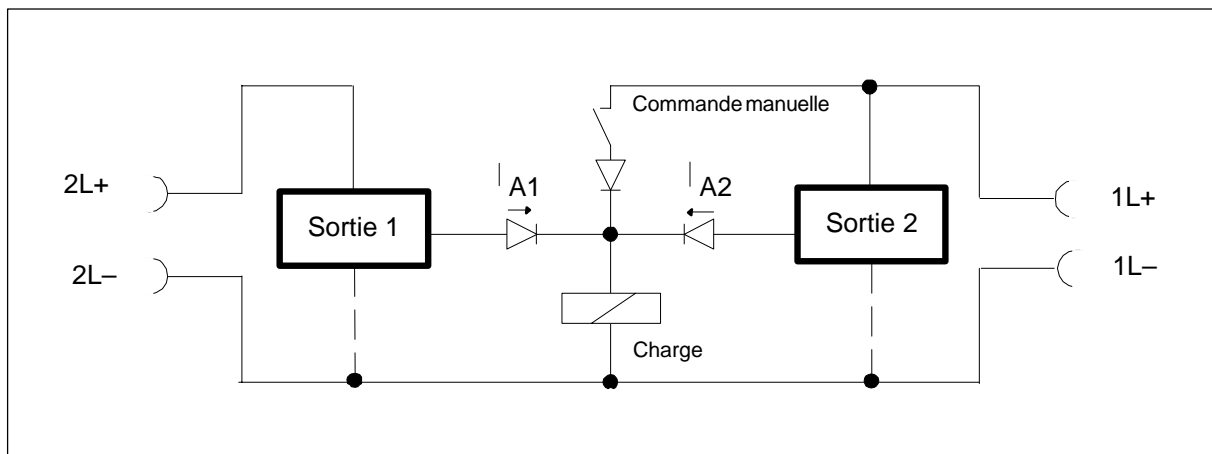 Commande manuelle
2L+
I A1
I A2
Sortie 1
Sortie 2
1L+
2L–
1L–
Charge